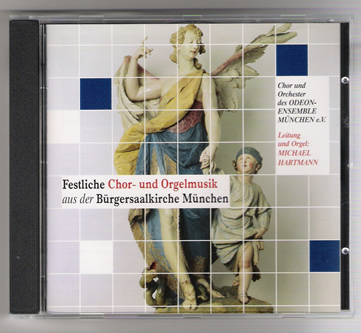 Chor und
Orchester
des ODEON-
ENSEMBLE
MÜNCHEN e.V.
Leitung
und Orgel:
MICHAEL
HARTMANN
Festliche Chor- und Orgelmusik
aus der Bürgersaalkirche München